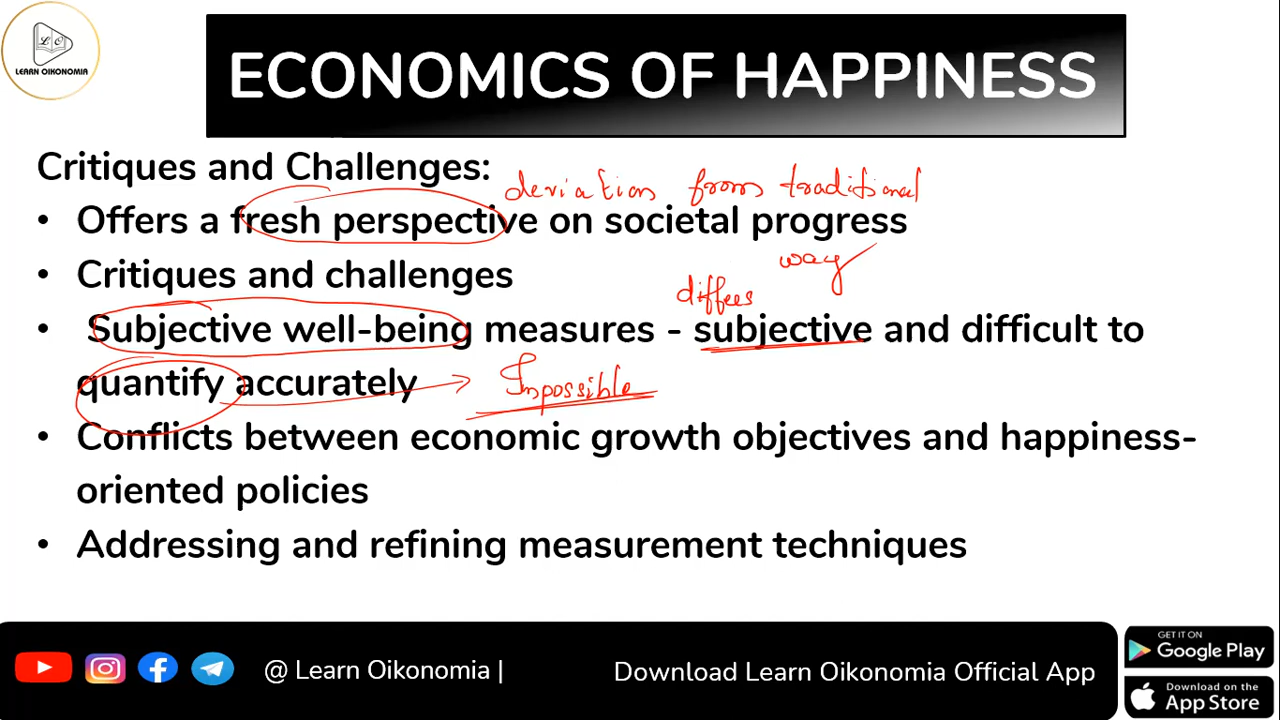 LO
LEARN OIKONOMIA
ECONOMICS OF HAPPINESS
Critiques and Challenges:
deviation from traditional
• Offers a fresh perspective on societal progress
way
• Critiques and challenges
differs
• Subjective well-being measures - subjective and difficult to
quantify accurately → Impossible
• Conflicts between economic growth objectives and happiness-
oriented policies
• Addressing and refining measurement techniques
@ Learn Oikonomia |
Download Learn Oikonomia Official App
GET IT ON
Google Play
Download on the
App Store